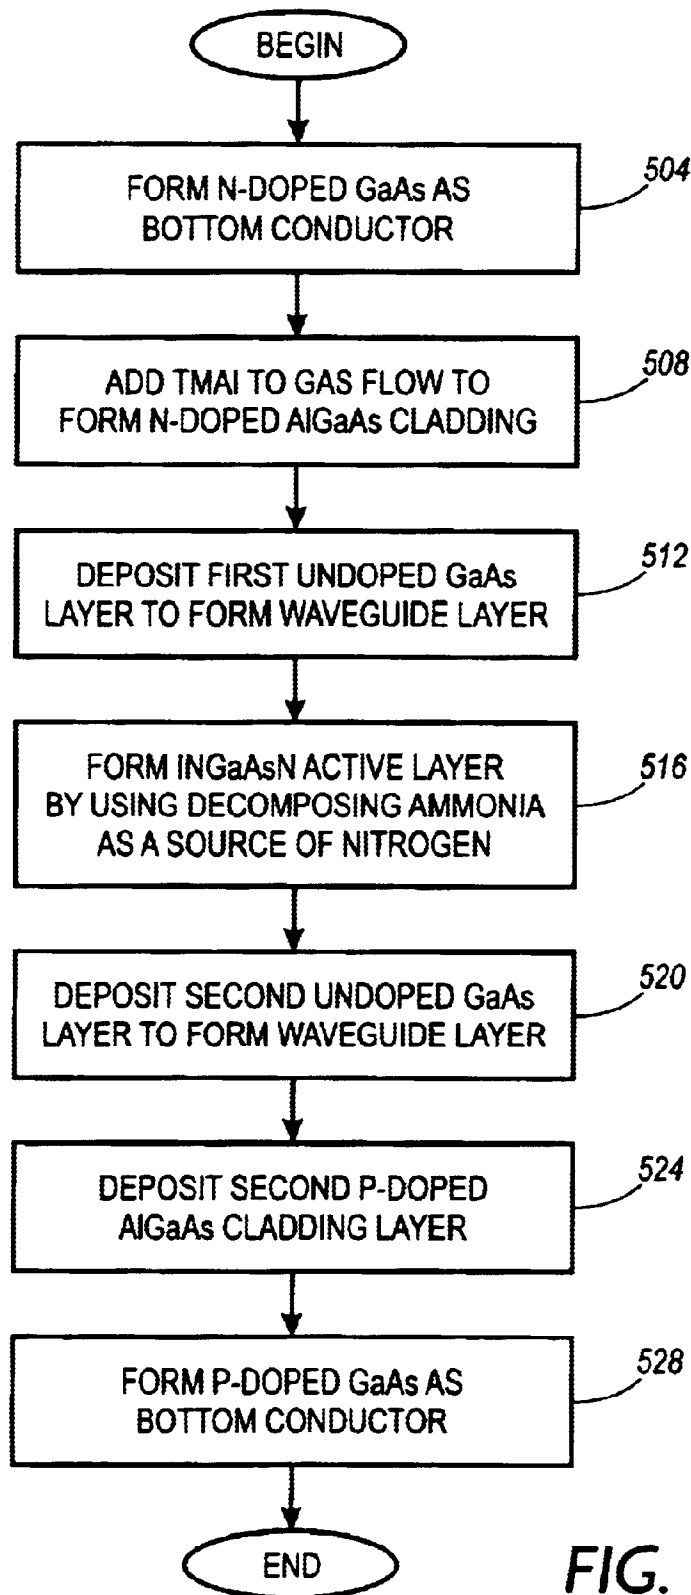 BEGIN
FORM N-DOPED GaAs AS
BOTTOM CONDUCTOR
504
ADD TMAl TO GAS FLOW TO
FORM N-DOPED AlGaAs CLADDING
508
DEPOSIT FIRST UNDOPED GaAs
LAYER TO FORM WAVEGUIDE LAYER
512
FORM INGaAsN ACTIVE LAYER
BY USING DECOMPOSING AMMONIA
AS A SOURCE OF NITROGEN
516
DEPOSIT SECOND UNDOPED GaAs
LAYER TO FORM WAVEGUIDE LAYER
520
DEPOSIT SECOND P-DOPED
AlGaAs CLADDING LAYER
524
FORM P-DOPED GaAs AS
BOTTOM CONDUCTOR
528
END
FIG.